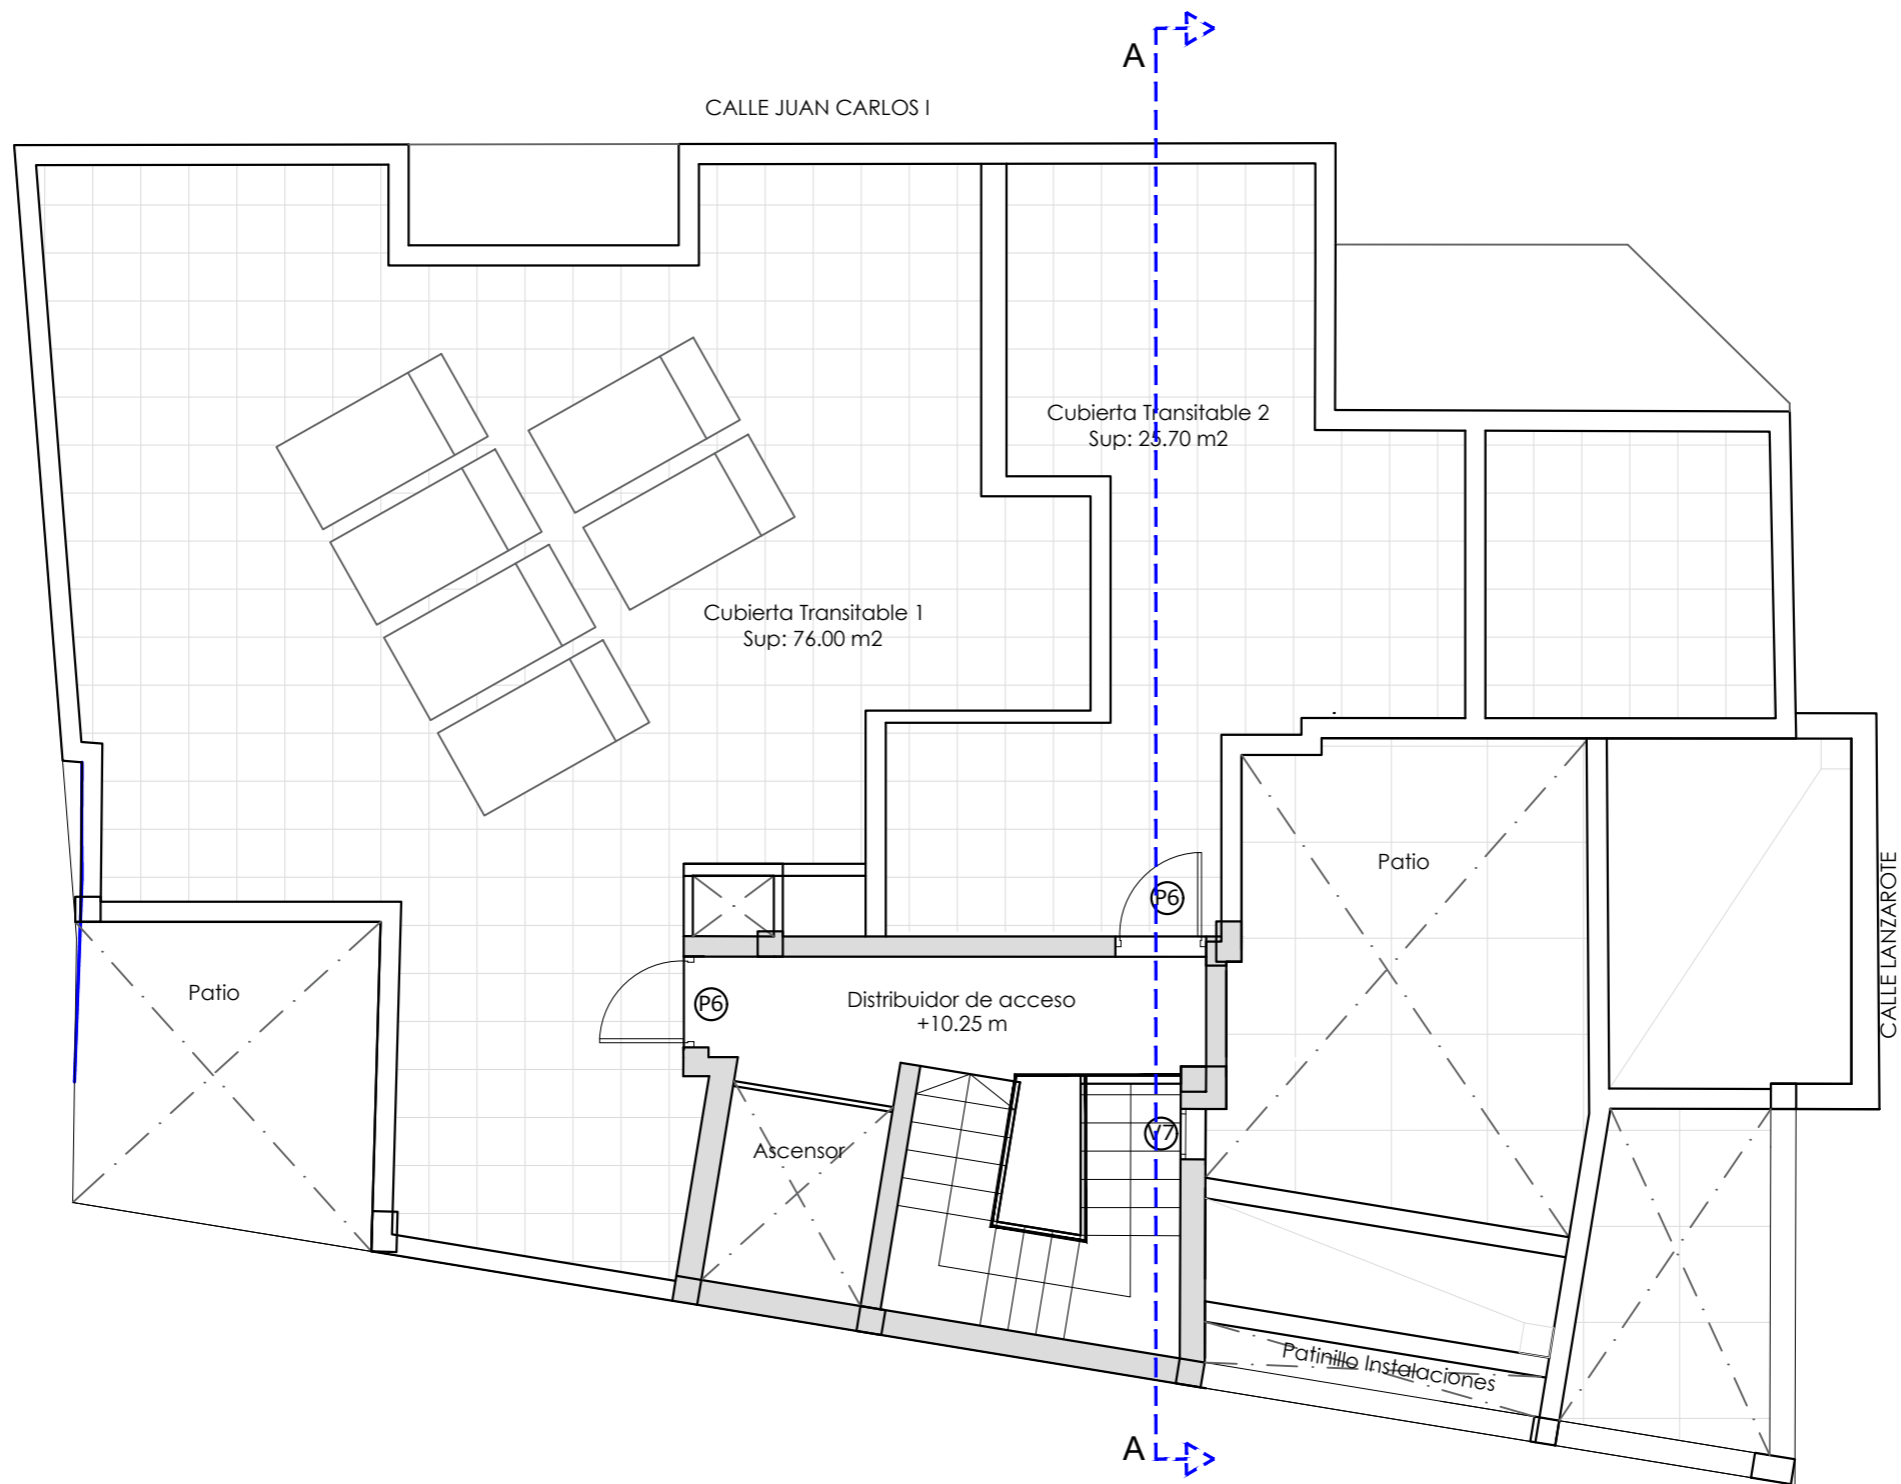 A
CALLE JUAN CARLOS I
Cubierta Transitable 2
Sup: 25.70 m2
Cubierta Transitable 1
Sup: 76.00 m2
Patio
P6
CALLE LANZAROTE
Patio
P6
Distribuidor de acceso
+10.25 m
V7
Ascensor
Patinillo Instalaciones
A